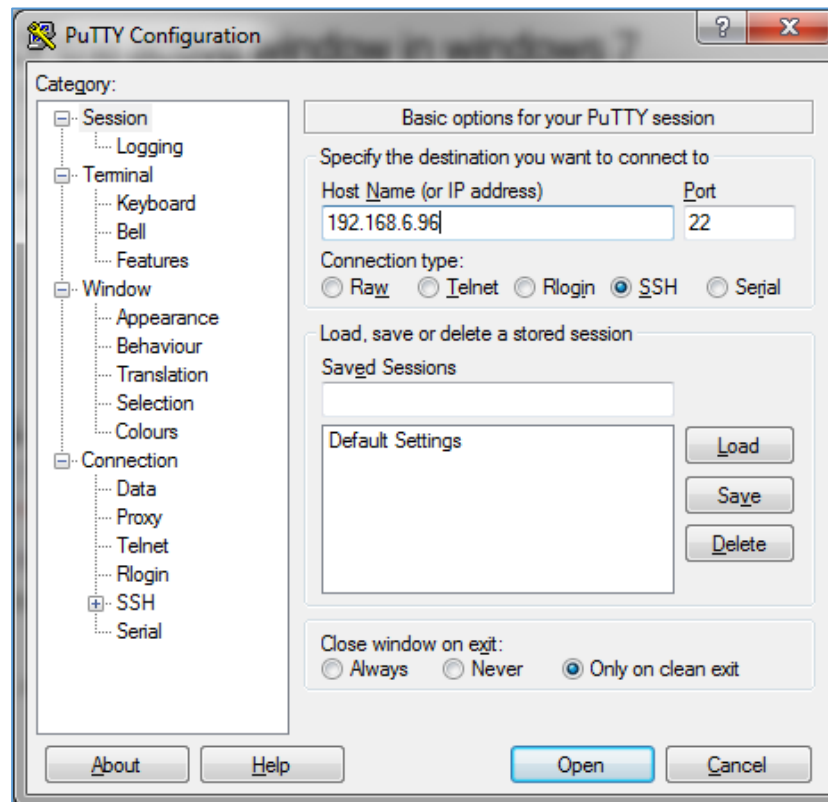 PuTTY Configuration
window in windows 7
Category:
Session
Logging
Terminal
Keyboard
Bell
Features
Window
Appearance
Behaviour
Translation
Selection
Colours
Connection
Data
Proxy
Telnet
Rlogin
SSH
Serial
Basic options for your PuTTY session
Specify the destination you want to connect to
Host Name (or IP address) Port
192.168.6.96 22
Connection type:
Raw Telnet Rlogin SSH Serial
Load, save or delete a stored session
Saved Sessions
Default Settings
Load
Save
Delete
Close window on exit:
Always Never Only on clean exit
About Help Open Cancel